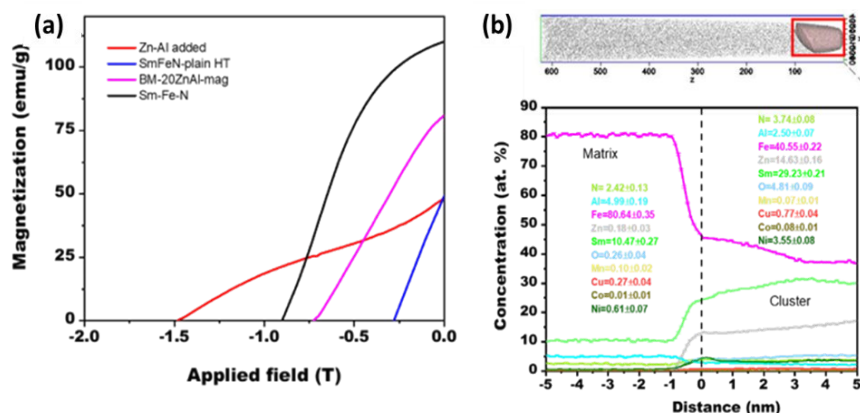 (a)
Magnetization (emu/g)
100
75
50
25
0
Zn-Al added
SmFeN-plain HT
BM-20ZnAl-mag
Sm-Fe-N
-2.0 -1.5 -1.0 -0.5 0.0
Applied field (T)
(b)
600 500 400 300 200 100
z
Concentration (at. %)
90
80
70
60
50
40
30
20
10
0
Matrix
N= 2.42±0.13
Al=4.99±0.19
Fe=80.64±0.35
Zn=0.18±0.03
Sm=10.47±0.27
O=0.26±0.04
Mn=0.10±0.02
Cu=0.27±0.04
Co=0.01±0.01
Ni=0.61±0.07
N= 3.74±0.08
Al=2.50±0.07
Fe=40.55±0.22
Zn=14.63±0.16
Sm=29.23±0.21
O=4.81±0.09
Mn=0.07±0.01
Cu=0.77±0.04
Co=0.08±0.01
Ni=3.55±0.08
Cluster
-5 -4 -3 -2 -1 0 1 2 3 4 5
Distance (nm)